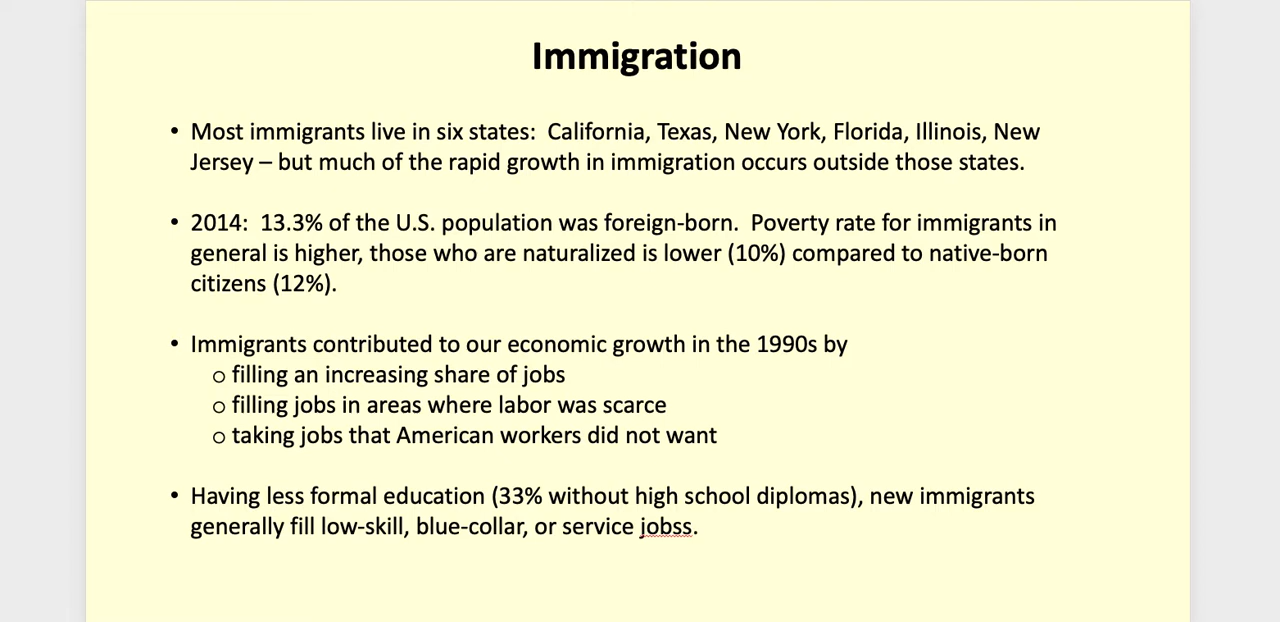 Immigration
• Most immigrants live in six states:  California, Texas, New York, Florida, Illinois, New
Jersey – but much of the rapid growth in immigration occurs outside those states.
• 2014:  13.3% of the U.S. population was foreign-born.  Poverty rate for immigrants in
general is higher, those who are naturalized is lower (10%) compared to native-born
citizens (12%).
• Immigrants contributed to our economic growth in the 1990s by
o filling an increasing share of jobs
o filling jobs in areas where labor was scarce
o taking jobs that American workers did not want
• Having less formal education (33% without high school diplomas), new immigrants
generally fill low-skill, blue-collar, or service jobss.